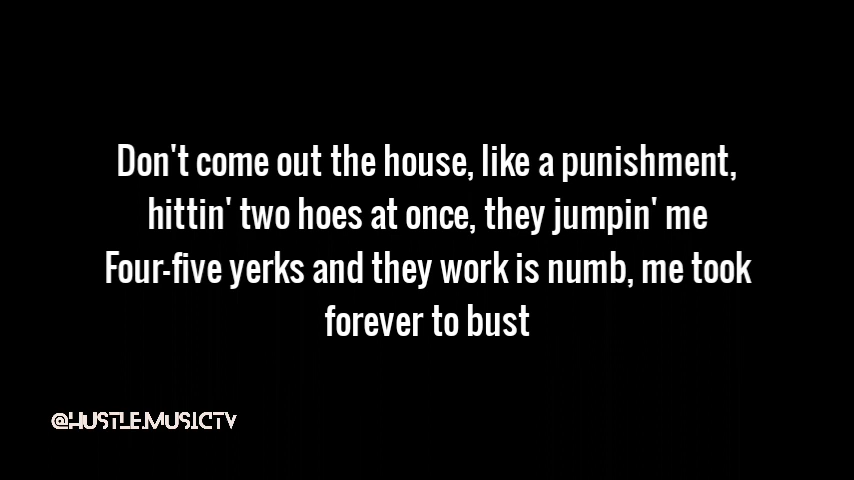 Don't come out the house, like a punishment,
hittin' two hoes at once, they jumpin' me
Four-five yerks and they work is numb, me took
forever to bust
@HUSTLEMUSICTV